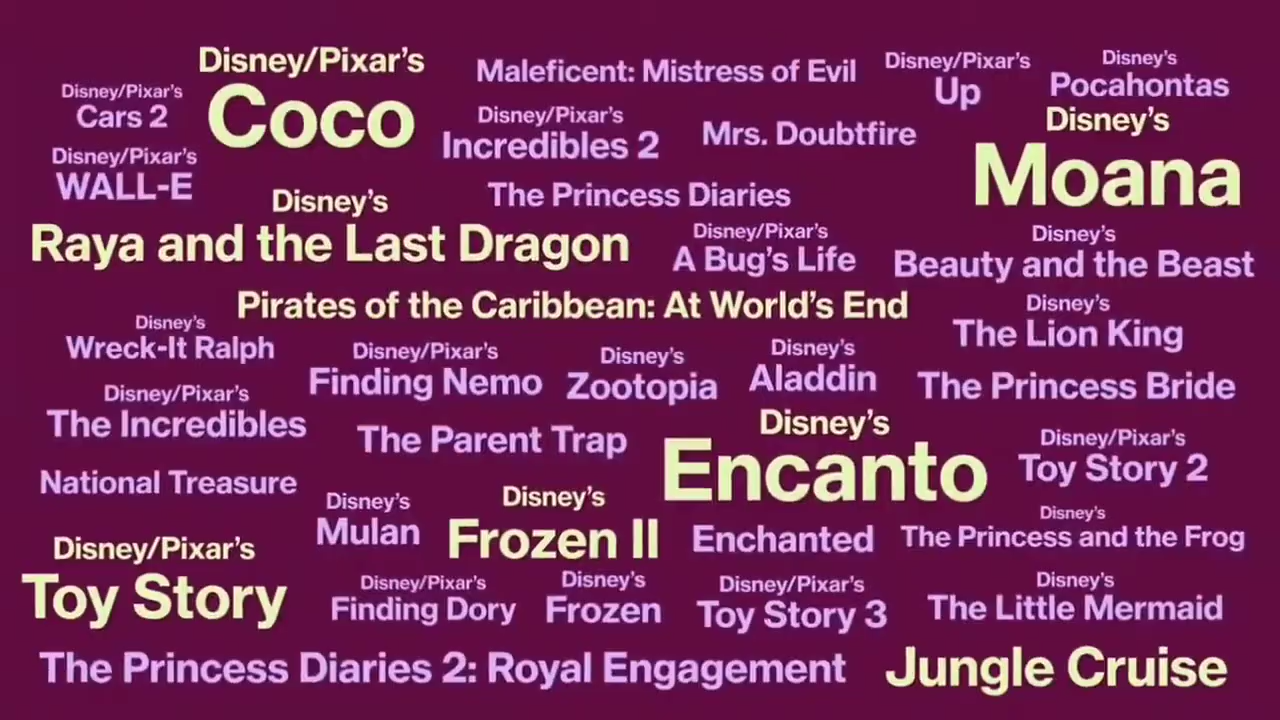 Disney/Pixar's
Coco
Maleficent: Mistress of Evil
Disney/Pixar's
Up
Disney's
Pocahontas
Disney/Pixar's
Cars 2
Disney/Pixar's
Incredibles 2
Mrs. Doubtfire
Disney's
Moana
Disney/Pixar's
WALL-E
The Princess Diaries
Disney's
Raya and the Last Dragon
Disney/Pixar's
A Bug's Life
Disney's
Beauty and the Beast
Pirates of the Caribbean: At World's End
Disney's
The Lion King
Disney's
Wreck-It Ralph
Disney/Pixar's
Finding Nemo
Disney's
Zootopia
Disney's
Aladdin
The Princess Bride
Disney/Pixar's
The Incredibles
The Parent Trap
Disney's
Encanto
Disney/Pixar's
Toy Story 2
National Treasure
Disney's
Mulan
Disney's
Frozen II
Enchanted
Disney's
The Princess and the Frog
Disney/Pixar's
Toy Story
Disney/Pixar's
Finding Dory
Disney's
Frozen
Disney/Pixar's
Toy Story 3
Disney's
The Little Mermaid
The Princess Diaries 2: Royal Engagement
Jungle Cruise